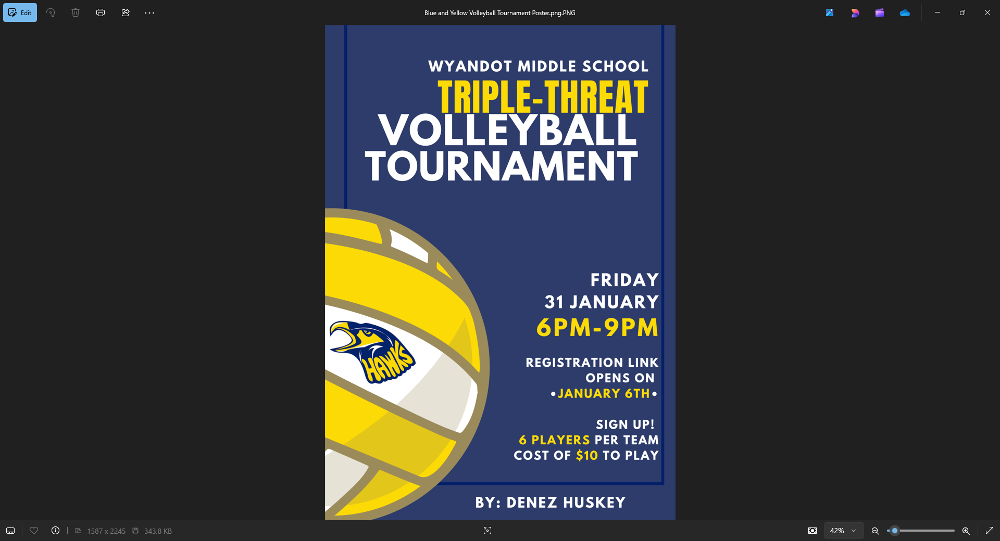 Edit
Blue and Yellow Volleyball Tournament Poster.png.PNG
WYANDOT MIDDLE SCHOOL
TRIPLE-THREAT
VOLLEYBALL
TOURNAMENT
FRIDAY
31 JANUARY
6PM-9PM
HAWKS
REGISTRATION LINK
OPENS ON
•JANUARY 6TH•
SIGN UP!
6 PLAYERS PER TEAM
COST OF $10 TO PLAY
BY: DENEZ HUSKEY
1587 x 2245
343.8 KB
42%